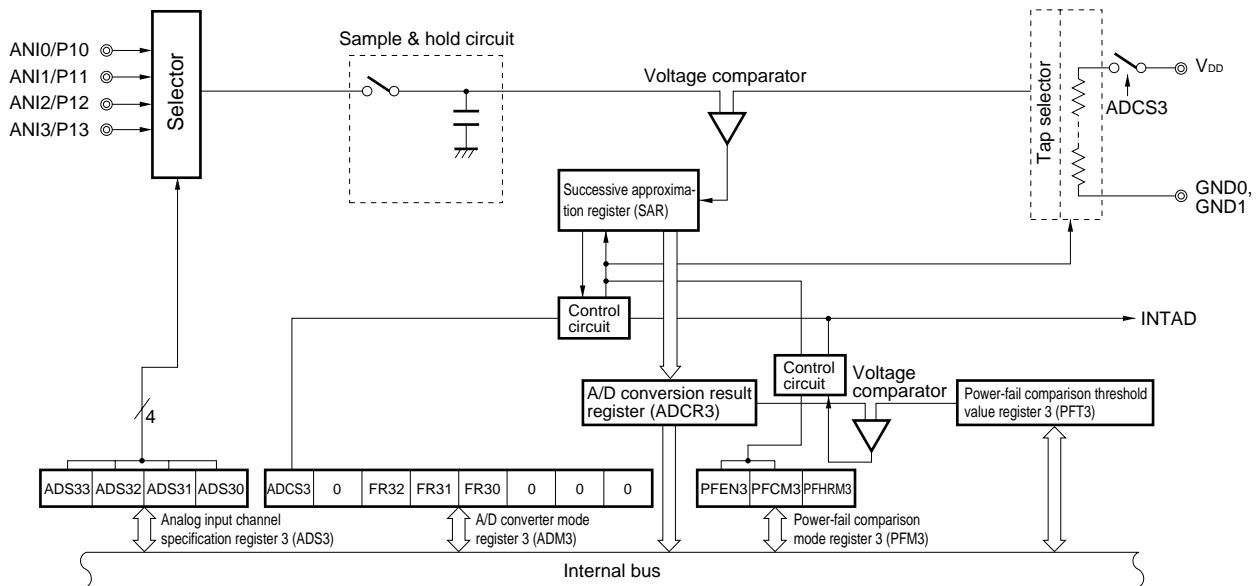 ANI0/P10
ANI1/P11
ANI2/P12
ANI3/P13
Selector
Sample & hold circuit
Voltage comparator
Tap selector
VDD
ADCS3
GND0,
GND1
Successive approxima-
tion register (SAR)
Control
circuit
INTAD
4
A/D conversion result
register (ADCR3)
Control
circuit
Voltage
comparator
Power-fail comparison threshold
value register 3 (PFT3)
ADS33 ADS32 ADS31 ADS30
ADCS3 0 FR32 FR31 FR30 0 0 0
PFEN3 PFCM3 PFHRM3
Analog input channel
specification register 3 (ADS3)
A/D converter mode
register 3 (ADM3)
Power-fail comparison
mode register 3 (PFM3)
Internal bus